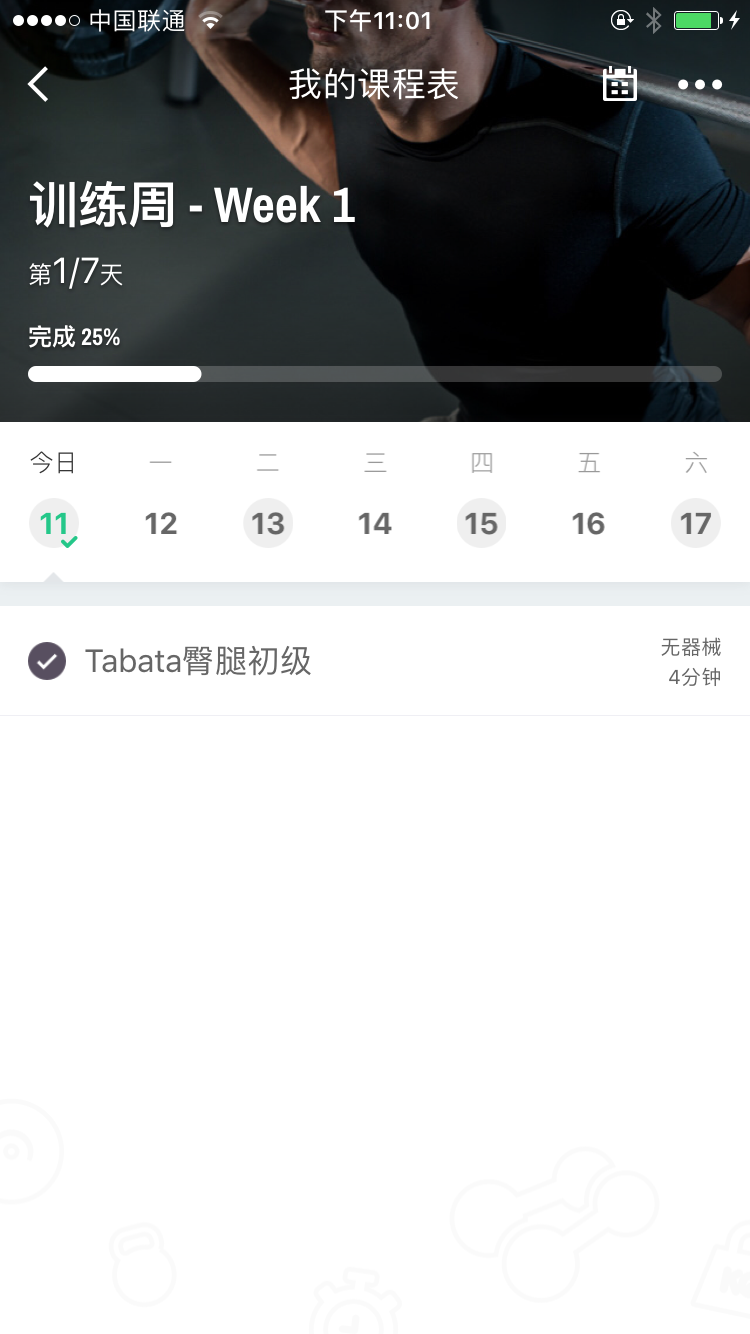 中国联通 下午11:01
我的课程表
训练周 - Week 1
第1/7天
完成 25%
今日 一 二 三 四 五 六
11 12 13 14 15 16 17
Tabata臀腿初级
无器械
4分钟